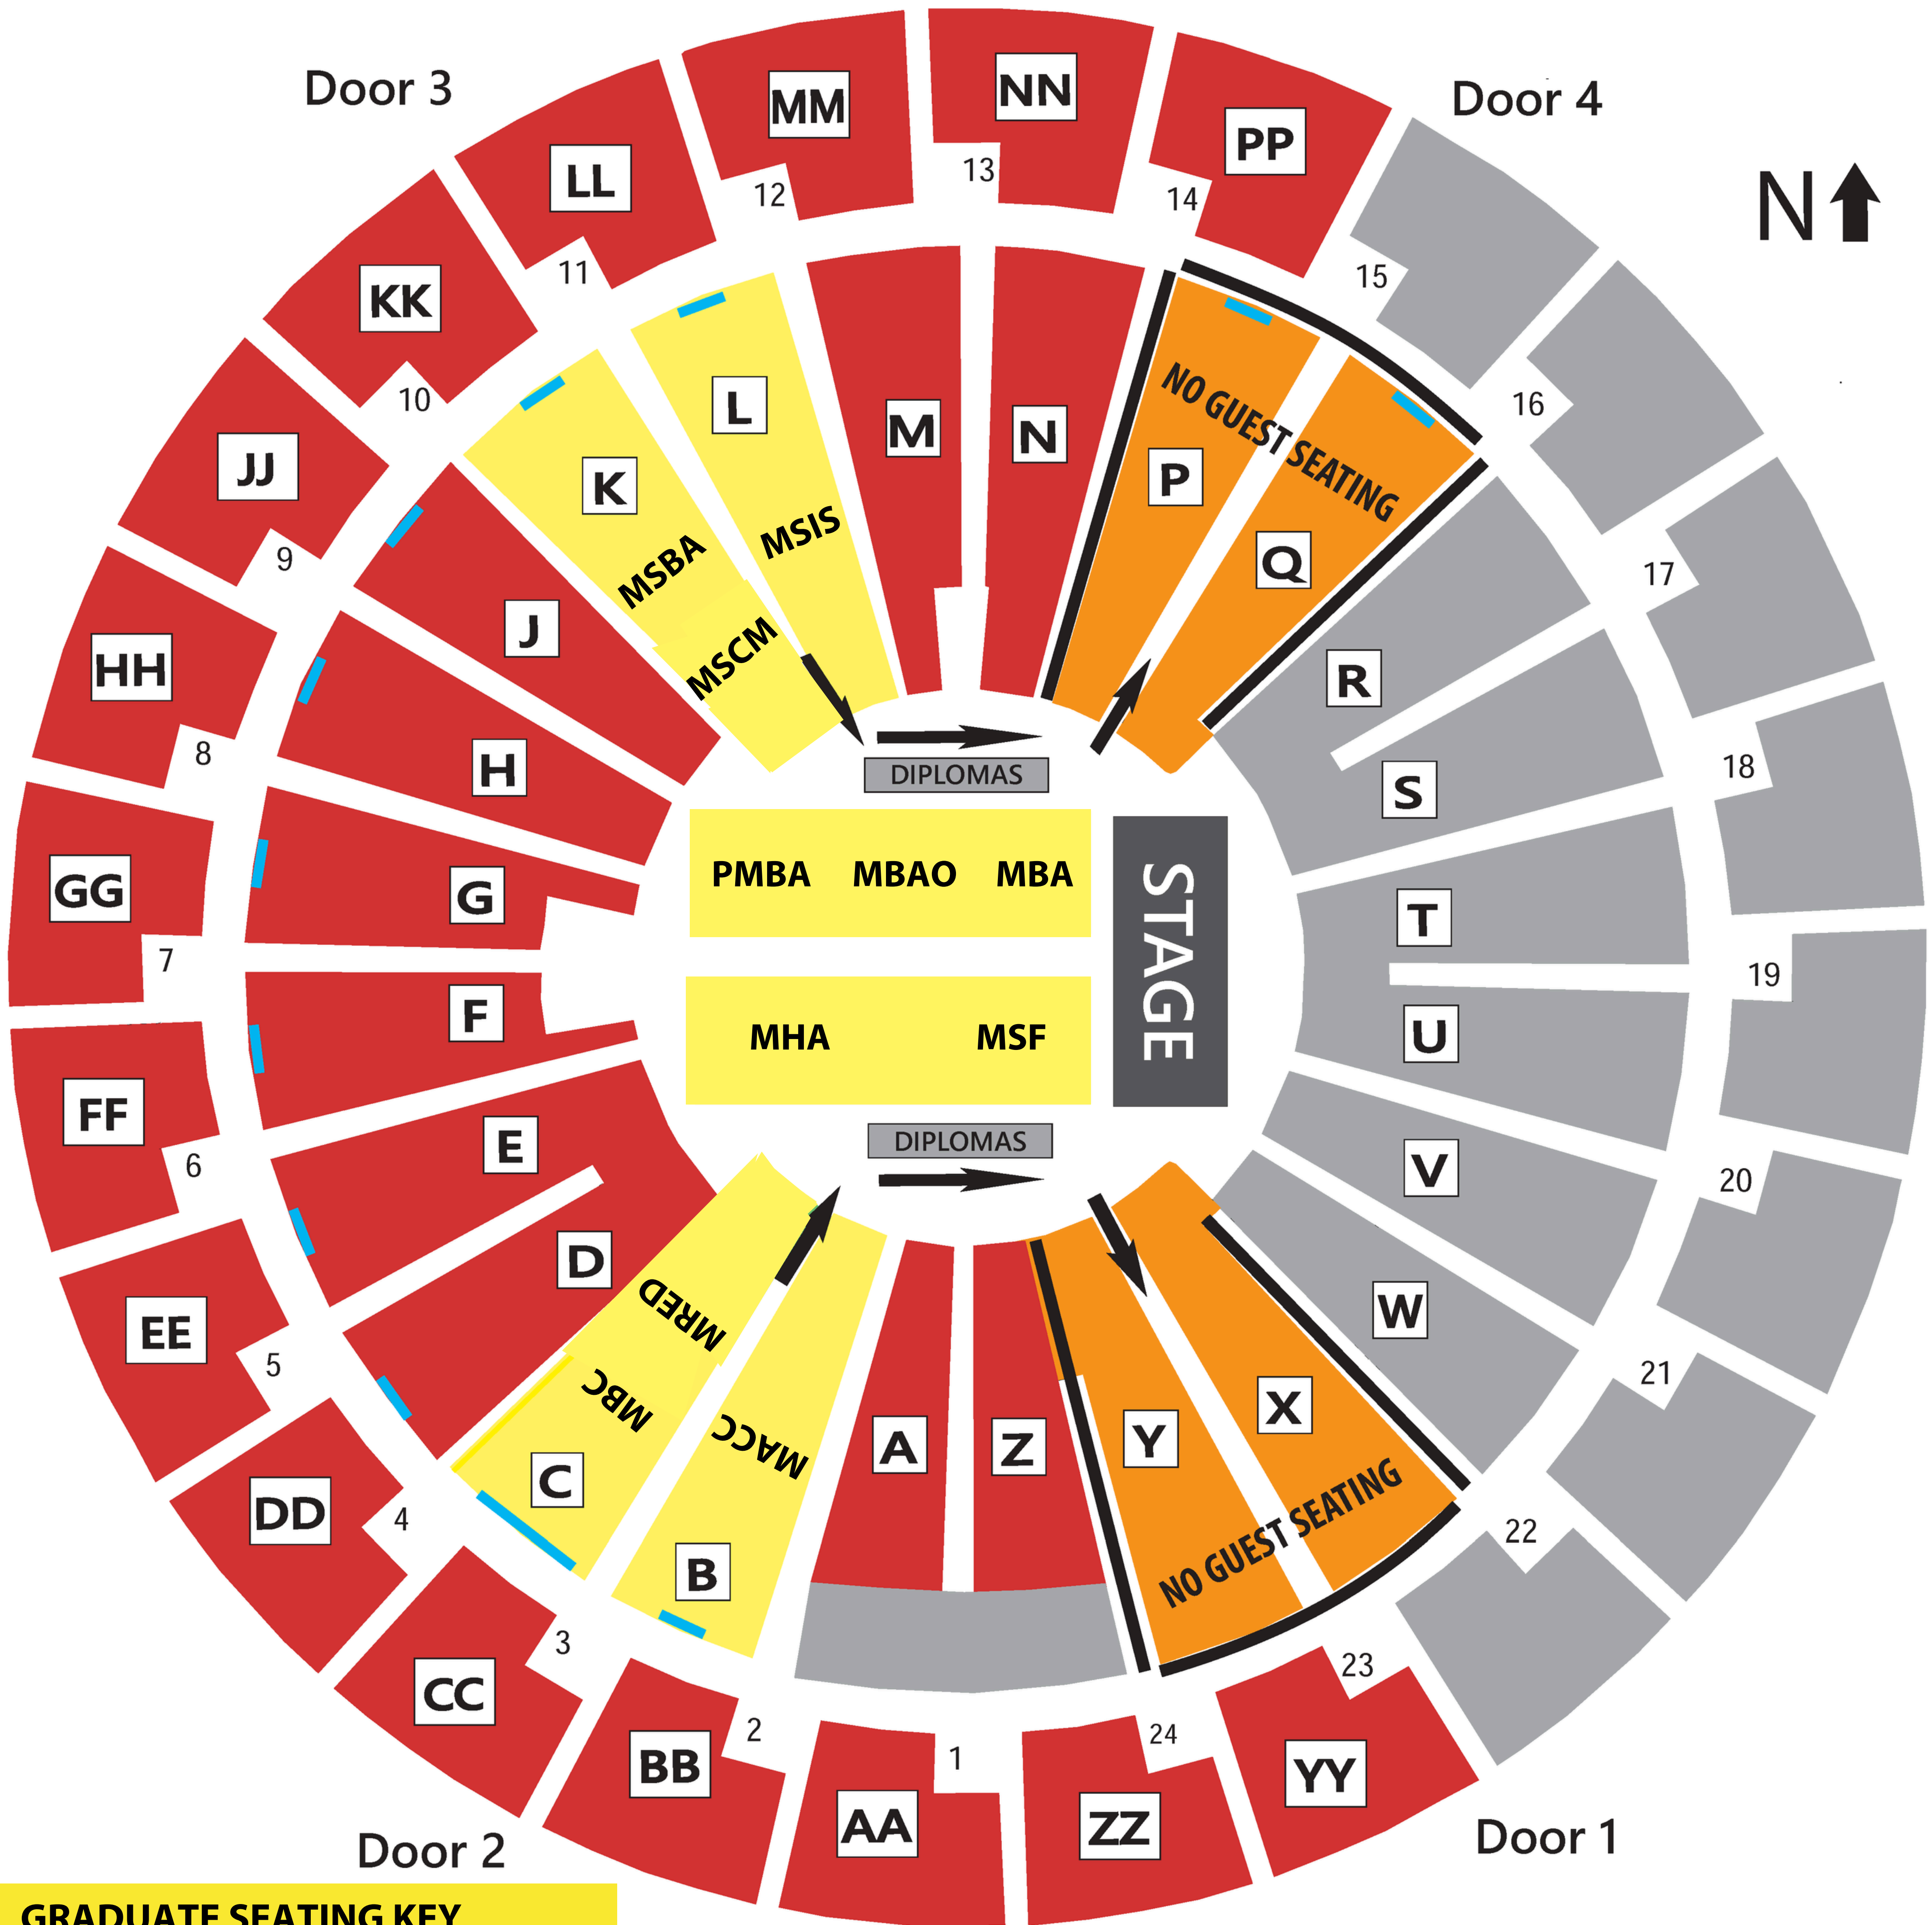 Door 3
Door 4
N
MM
NN
PP
LL
KK
JJ
HH
GG
FF
EE
DD
CC
BB
AA
ZZ
YY
12
13
14
11
15
10
16
9
17
8
18
7
19
6
20
5
21
4
22
3
23
2
24
1
L
M
N
K
P
NO GUEST SEATING
Q
MSIS
MSBA
MSCM
J
R
H
S
DIPLOMAS
PMBA MBAO MBA
G
T
STAGE
F
U
MHA MSF
E
DIPLOMAS
V
D
MRED
W
MBC
MACC
C
A
Z
Y
X
NO GUEST SEATING
B
Door 2
Door 1
GRADUATE SEATING KEY